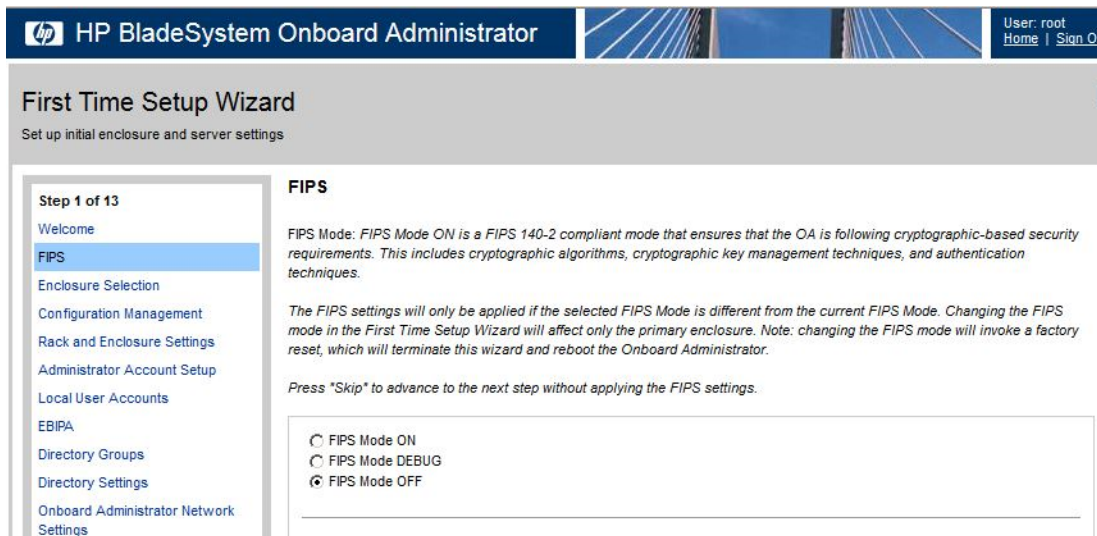 hp HP BladeSystem Onboard Administrator
User: root
Home | Sign O
First Time Setup Wizard
Set up initial enclosure and server settings
Step 1 of 13
Welcome
FIPS
Enclosure Selection
Configuration Management
Rack and Enclosure Settings
Administrator Account Setup
Local User Accounts
EBIPA
Directory Groups
Directory Settings
Onboard Administrator Network
Settings
FIPS
FIPS Mode: FIPS Mode ON is a FIPS 140-2 compliant mode that ensures that the OA is following cryptographic-based security
requirements. This includes cryptographic algorithms, cryptographic key management techniques, and authentication
techniques.
The FIPS settings will only be applied if the selected FIPS Mode is different from the current FIPS Mode. Changing the FIPS
mode in the First Time Setup Wizard will affect only the primary enclosure. Note: changing the FIPS mode will invoke a factory
reset, which will terminate this wizard and reboot the Onboard Administrator.
Press "Skip" to advance to the next step without applying the FIPS settings.
FIPS Mode ON
FIPS Mode DEBUG
FIPS Mode OFF